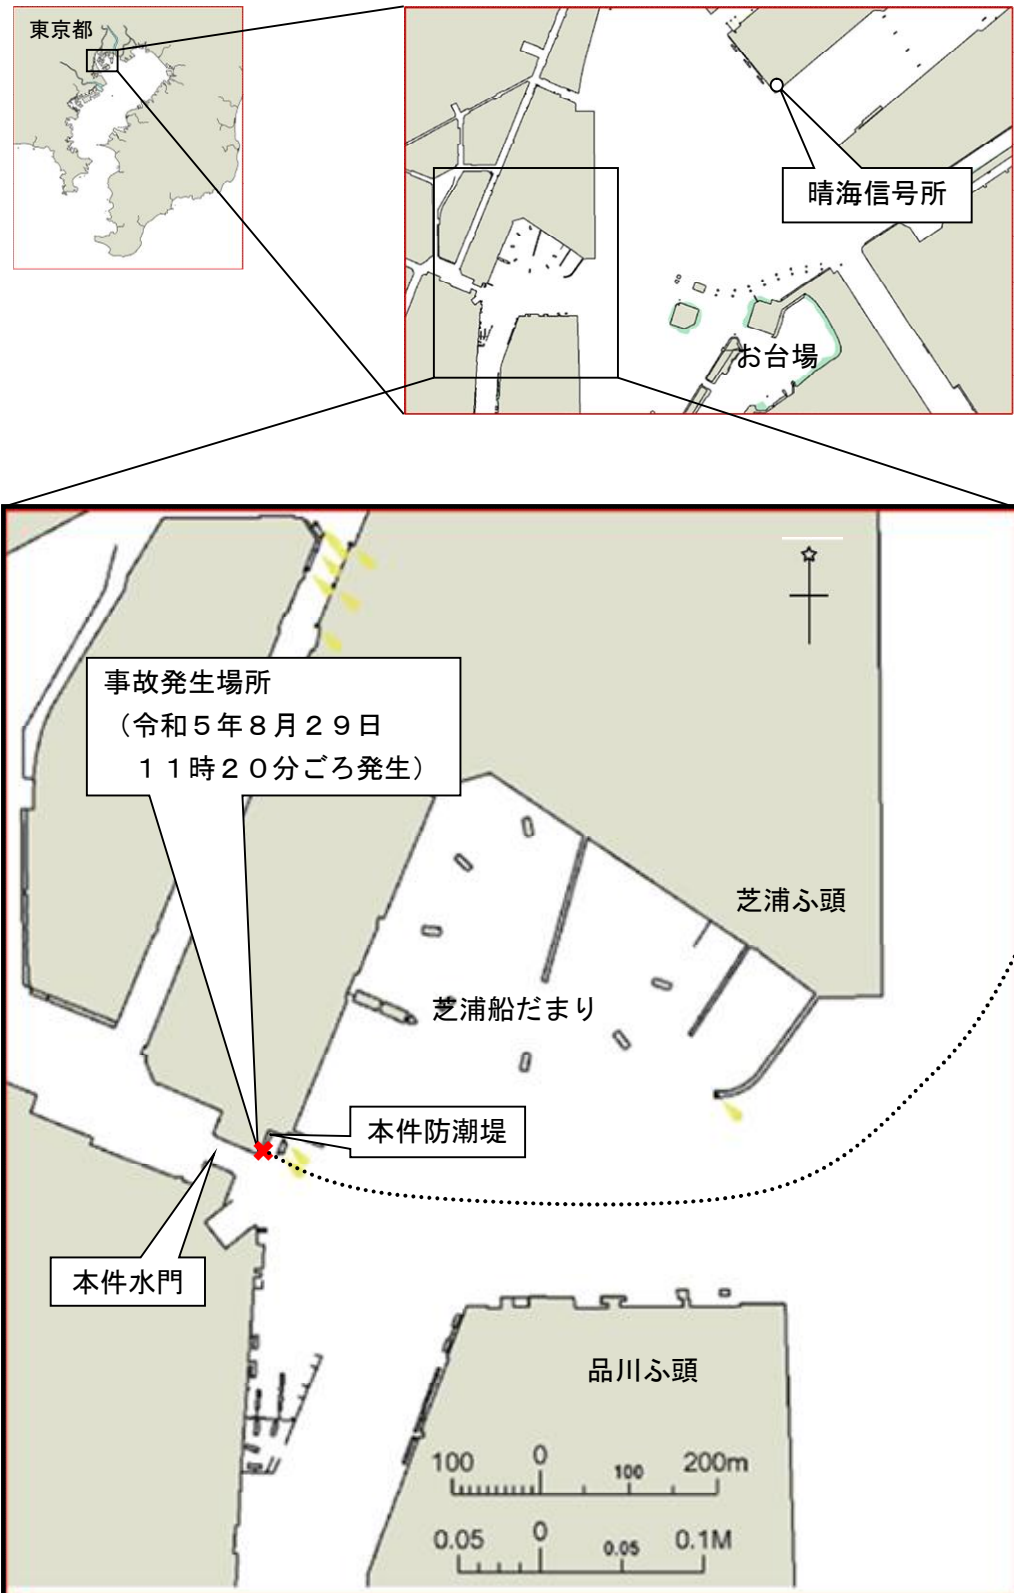 東京都
晴海信号所
お台場
事故発生場所
（令和５年８月２９日
１１時２０分ごろ発生）
芝浦ふ頭
芝浦船だまり
本件防潮堤
本件水門
品川ふ頭
100 0 100 200m
0.05 0 0.05 0.1M